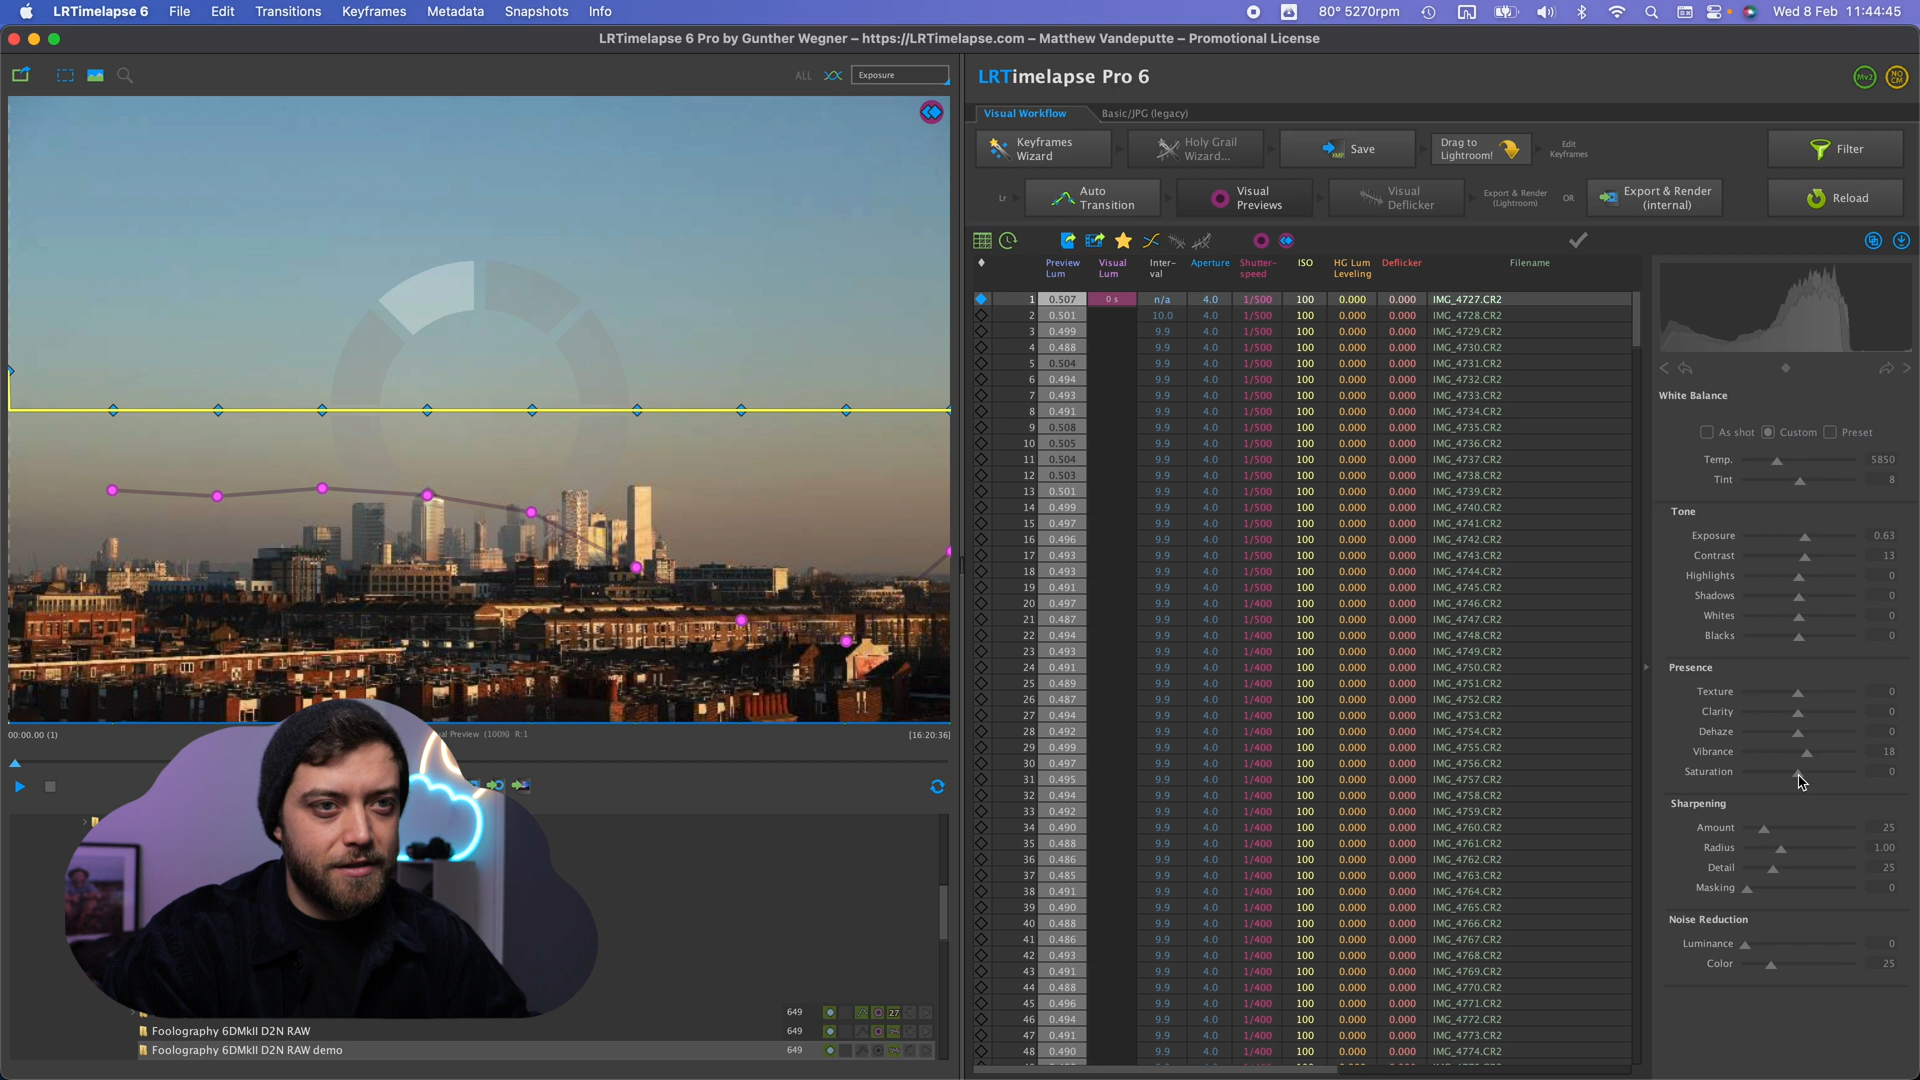 LRTimelapse 6 File Edit Transitions Keyframes Metadata Snapshots Info 80° 5270rpm Wed 8 Feb 11:44:45
LRTimelapse 6 Pro by Gunther Wegner – https://LRTimelapse.com – Matthew Vandeputte – Promotional License
ALL Exposure
LRTimelapse Pro 6
Mv2 NO CM
Visual Workflow Basic/JPG (legacy)
Keyframes Wizard
Holy Grail Wizard...
Save
Drag to Lightroom!
Edit Keyframes
Filter
Lr
Auto Transition
Visual Previews
Visual Deflicker
Export & Render (Lightroom)
OR
Export & Render (internal)
Reload
Preview Lum Visual Lum Inter-val Aperture Shutter-speed ISO HG Lum Leveling Deflicker Filename
1 0.507 0 s n/a 4.0 1/500 100 0.000 0.000 IMG_4727.CR2
2 0.501 10.0 4.0 1/500 100 0.000 0.000 IMG_4728.CR2
3 0.499 9.9 4.0 1/500 100 0.000 0.000 IMG_4729.CR2
4 0.488 9.9 4.0 1/500 100 0.000 0.000 IMG_4730.CR2
5 0.504 9.9 4.0 1/500 100 0.000 0.000 IMG_4731.CR2
6 0.494 9.9 4.0 1/500 100 0.000 0.000 IMG_4732.CR2
7 0.493 9.9 4.0 1/500 100 0.000 0.000 IMG_4733.CR2
8 0.491 9.9 4.0 1/500 100 0.000 0.000 IMG_4734.CR2
9 0.508 9.9 4.0 1/500 100 0.000 0.000 IMG_4735.CR2
10 0.505 9.9 4.0 1/500 100 0.000 0.000 IMG_4736.CR2
11 0.504 9.9 4.0 1/500 100 0.000 0.000 IMG_4737.CR2
12 0.503 9.9 4.0 1/500 100 0.000 0.000 IMG_4738.CR2
13 0.501 9.9 4.0 1/500 100 0.000 0.000 IMG_4739.CR2
14 0.499 9.9 4.0 1/500 100 0.000 0.000 IMG_4740.CR2
15 0.497 9.9 4.0 1/500 100 0.000 0.000 IMG_4741.CR2
16 0.496 9.9 4.0 1/500 100 0.000 0.000 IMG_4742.CR2
17 0.493 9.9 4.0 1/500 100 0.000 0.000 IMG_4743.CR2
18 0.493 9.9 4.0 1/500 100 0.000 0.000 IMG_4744.CR2
19 0.491 9.9 4.0 1/500 100 0.000 0.000 IMG_4745.CR2
20 0.497 9.9 4.0 1/500 100 0.000 0.000 IMG_4746.CR2
21 0.487 9.9 4.0 1/500 100 0.000 0.000 IMG_4747.CR2
22 0.494 9.9 4.0 1/400 100 0.000 0.000 IMG_4748.CR2
23 0.493 9.9 4.0 1/400 100 0.000 0.000 IMG_4749.CR2
24 0.491 9.9 4.0 1/400 100 0.000 0.000 IMG_4750.CR2
25 0.489 9.9 4.0 1/400 100 0.000 0.000 IMG_4751.CR2
26 0.487 9.9 4.0 1/400 100 0.000 0.000 IMG_4752.CR2
27 0.494 9.9 4.0 1/400 100 0.000 0.000 IMG_4753.CR2
28 0.492 9.9 4.0 1/400 100 0.000 0.000 IMG_4754.CR2
29 0.499 9.9 4.0 1/400 100 0.000 0.000 IMG_4755.CR2
30 0.497 9.9 4.0 1/400 100 0.000 0.000 IMG_4756.CR2
31 0.495 9.9 4.0 1/400 100 0.000 0.000 IMG_4757.CR2
32 0.494 9.9 4.0 1/400 100 0.000 0.000 IMG_4758.CR2
33 0.492 9.9 4.0 1/400 100 0.000 0.000 IMG_4759.CR2
34 0.490 9.9 4.0 1/400 100 0.000 0.000 IMG_4760.CR2
35 0.488 9.9 4.0 1/400 100 0.000 0.000 IMG_4761.CR2
36 0.486 9.9 4.0 1/400 100 0.000 0.000 IMG_4762.CR2
37 0.485 9.9 4.0 1/400 100 0.000 0.000 IMG_4763.CR2
38 0.491 9.9 4.0 1/400 100 0.000 0.000 IMG_4764.CR2
39 0.490 9.9 4.0 1/400 100 0.000 0.000 IMG_4765.CR2
40 0.488 9.9 4.0 1/400 100 0.000 0.000 IMG_4766.CR2
41 0.486 9.9 4.0 1/400 100 0.000 0.000 IMG_4767.CR2
42 0.493 9.9 4.0 1/400 100 0.000 0.000 IMG_4768.CR2
43 0.491 9.9 4.0 1/400 100 0.000 0.000 IMG_4769.CR2
44 0.488 9.9 4.0 1/400 100 0.000 0.000 IMG_4770.CR2
45 0.496 9.9 4.0 1/400 100 0.000 0.000 IMG_4771.CR2
46 0.494 9.9 4.0 1/400 100 0.000 0.000 IMG_4772.CR2
47 0.491 9.9 4.0 1/400 100 0.000 0.000 IMG_4773.CR2
48 0.490 9.9 4.0 1/400 100 0.000 0.000 IMG_4774.CR2
White Balance
As shot Custom Preset
Temp. 5850
Tint 8
Tone
Exposure 0.63
Contrast 13
Highlights 0
Shadows 0
Whites 0
Blacks 0
Presence
Texture 0
Clarity 0
Dehaze 0
Vibrance 18
Saturation 0
Sharpening
Amount 25
Radius 1.00
Detail 25
Masking 0
Noise Reduction
Luminance 0
Color 25
00:00.00 (1) al Preview (100%) R:1 [16:20:36]
649 27
Foolography 6DMkII D2N RAW 649
Foolography 6DMkII D2N RAW demo 649